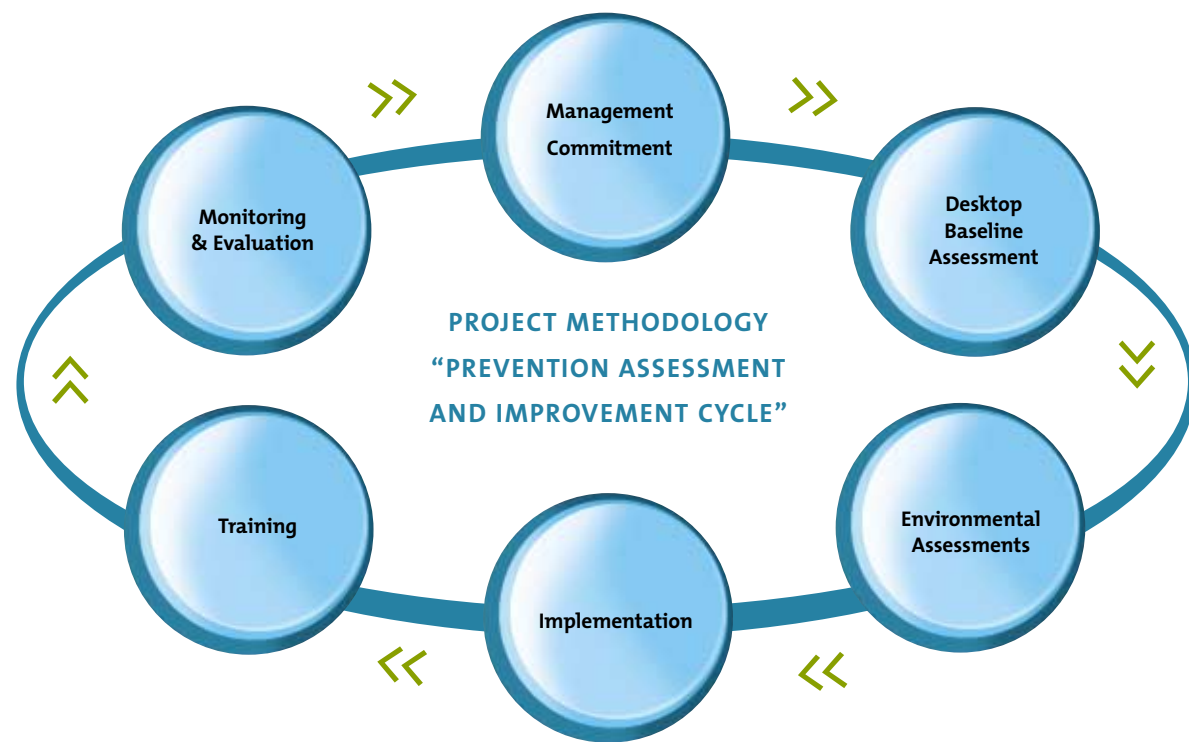 Management
Commitment
Desktop
Baseline
Assessment
Environmental
Assessments
Implementation
Training
Monitoring
& Evaluation
PROJECT METHODOLOGY
“PREVENTION ASSESSMENT
AND IMPROVEMENT CYCLE”